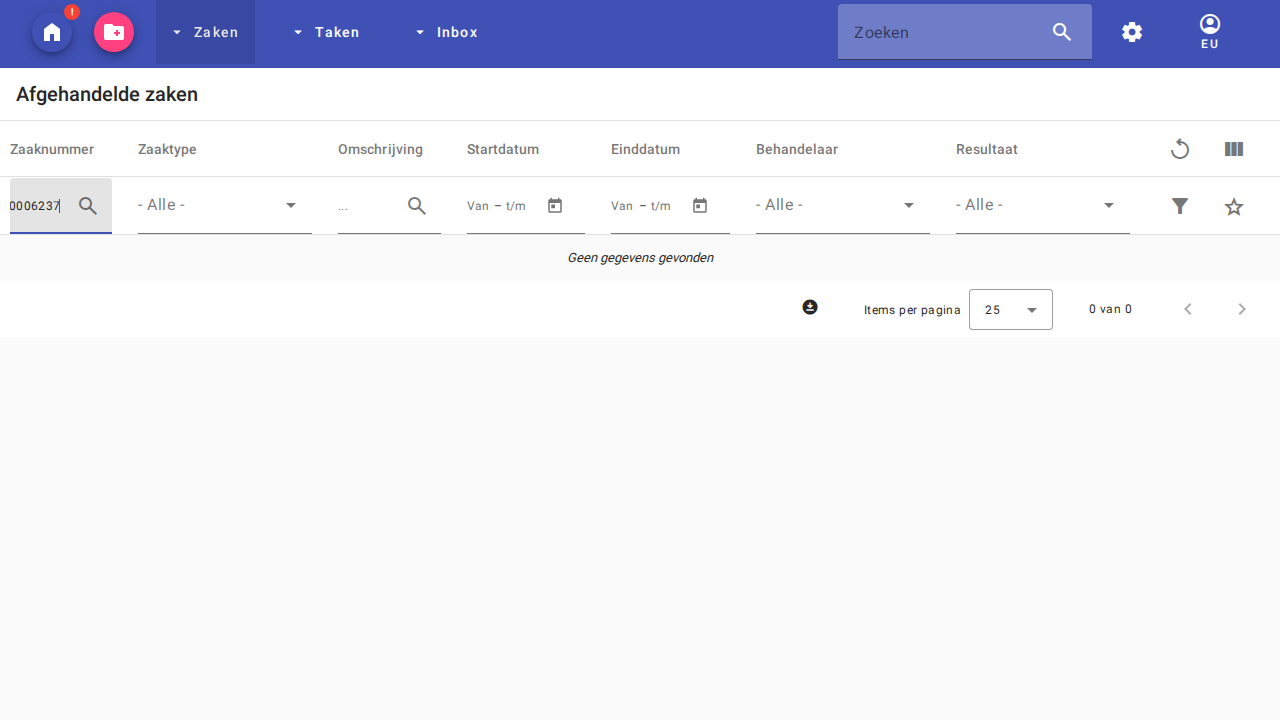 !
Zaken
Taken
Inbox
Zoeken
EU
Afgehandelde zaken
Zaaknummer Zaaktype Omschrijving Startdatum Einddatum Behandelaar Resultaat
0006237 - Alle - ... Van – t/m Van – t/m - Alle - - Alle -
Geen gegevens gevonden
Items per pagina 25 0 van 0